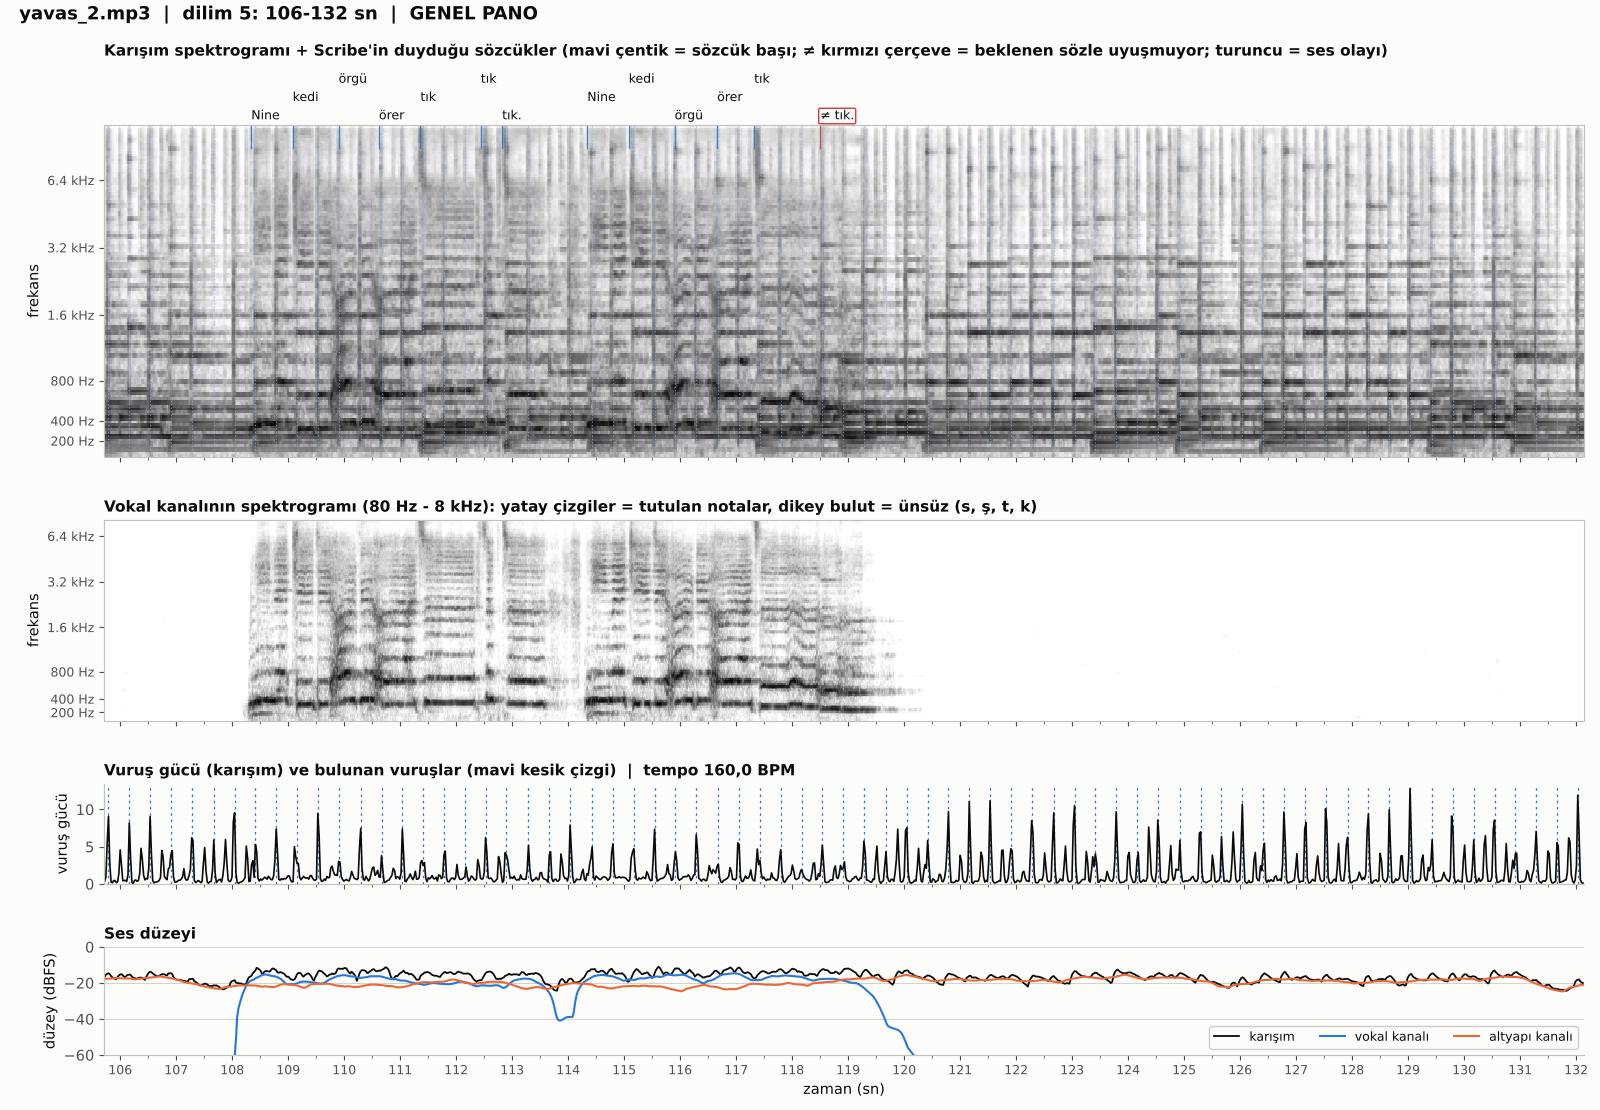 yavas_2.mp3 | dilim 5: 106-132 sn | GENEL PANO
Karışım spektrogramı + Scribe'in duyduğu sözcükler (mavi çentik = sözcük başı; ≠ kırmızı çerçeve = beklenen sözle uyuşmuyor; turuncu = ses olayı)
örgü tık kedi tık
kedi tık Nine örer
Nine örer tık. örgü ≠ tık.
6.4 kHz
3.2 kHz
1.6 kHz
800 Hz
400 Hz
200 Hz
frekans
Vokal kanalının spektrogramı (80 Hz - 8 kHz): yatay çizgiler = tutulan notalar, dikey bulut = ünsüz (s, ş, t, k)
6.4 kHz
3.2 kHz
1.6 kHz
800 Hz
400 Hz
200 Hz
frekans
Vuruş gücü (karışım) ve bulunan vuruşlar (mavi kesik çizgi) | tempo 160,0 BPM
10
5
0
vuruş gücü
Ses düzeyi
0
−20
−40
−60
düzey (dBFS)
karışım vokal kanalı altyapı kanalı
106 107 108 109 110 111 112 113 114 115 116 117 118 119 120 121 122 123 124 125 126 127 128 129 130 131 132
zaman (sn)